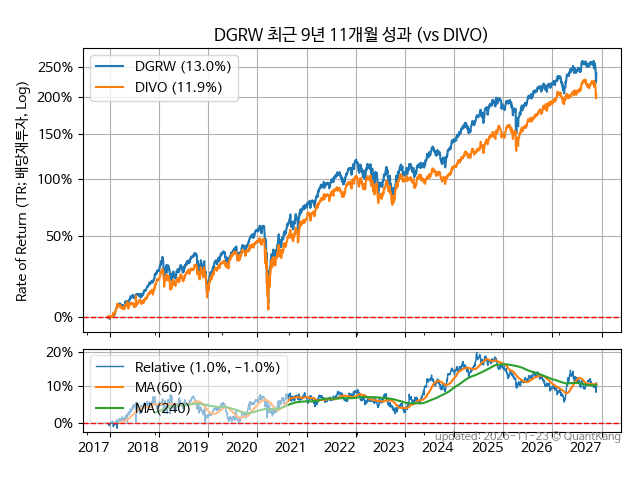 DGRW 최근 9년 11개월 성과 (vs DIVO)
Rate of Return (TR; 배당재투자, Log)
250%
200%
150%
100%
50%
0%
DGRW (13.0%)
DIVO (11.9%)
20%
10%
0%
Relative (1.0%, −1.0%)
MA(60)
MA(240)
updated: 2026-11-23 © QuantKang
2017 2018 2019 2020 2021 2022 2023 2024 2025 2026 2027